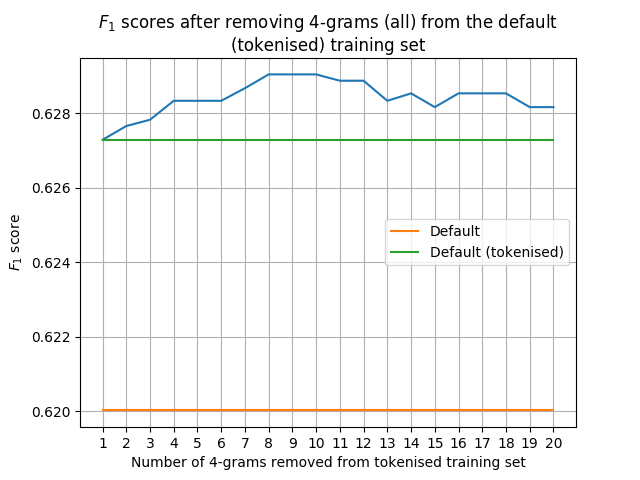 F1 scores after removing 4-grams (all) from the default
(tokenised) training set
F1 score
0.628
0.626
0.624
0.622
0.620
Default
Default (tokenised)
1 2 3 4 5 6 7 8 9 10 11 12 13 14 15 16 17 18 19 20
Number of 4-grams removed from tokenised training set